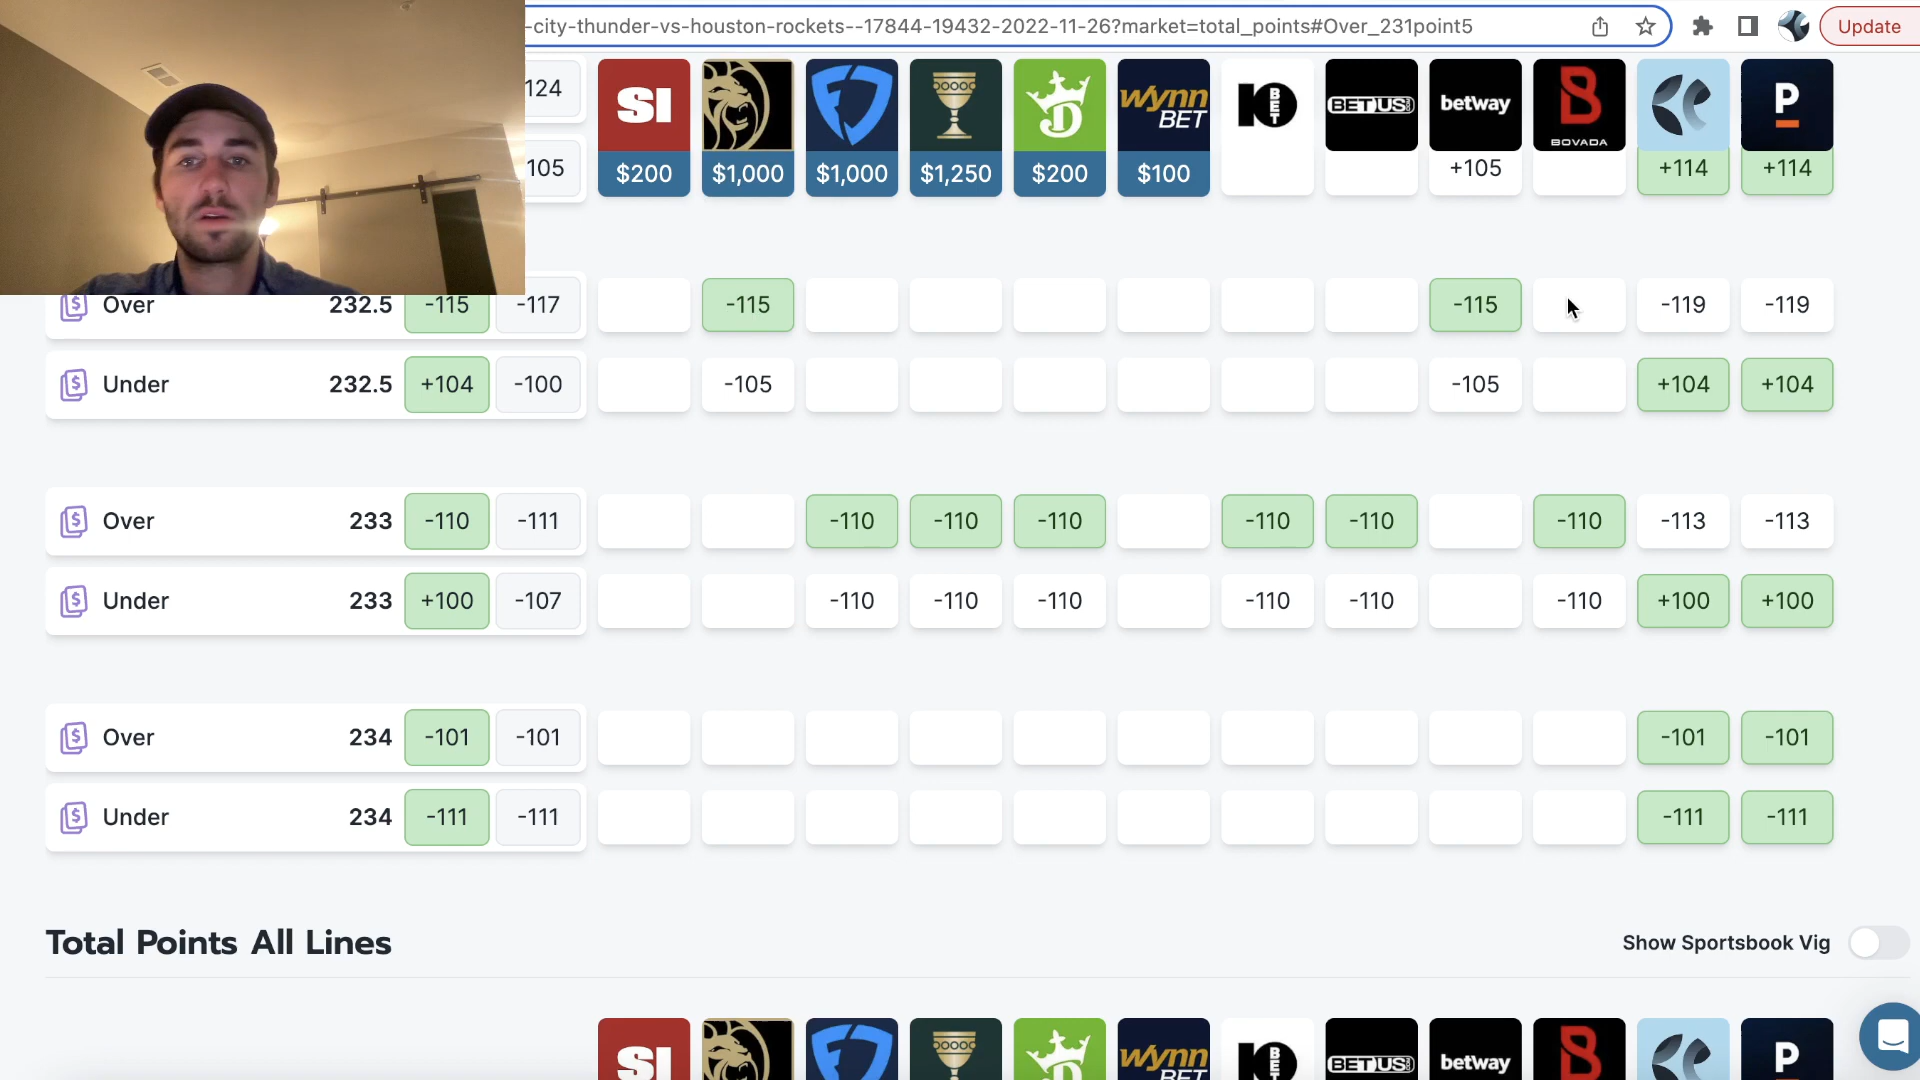 -city-thunder-vs-houston-rockets--17844-19432-2022-11-26?market=total_points#Over_231point5
Update
124
SI
WYNN BET
10 BET
BETUS
betway
BOVADA
P
$200 $1,000 $1,000 $1,250 $200 $100
105 +105 +114 +114
Over 232.5 -115 -117 -115 -115 -119 -119
Under 232.5 +104 -100 -105 -105 +104 +104
Over 233 -110 -111 -110 -110 -110 -110 -110 -110 -113 -113
Under 233 +100 -107 -110 -110 -110 -110 -110 -110 +100 +100
Over 234 -101 -101 -101 -101
Under 234 -111 -111 -111 -111
Total Points All Lines
Show Sportsbook Vig
SI
WYNN BET
10 BET
BETUS
betway
P